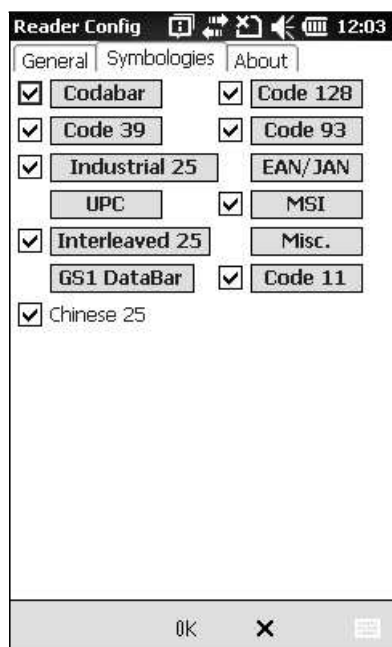 Reader Config 12:03
General Symbologies About
Codabar Code 128
Code 39 Code 93
Industrial 25 EAN/JAN
UPC MSI
Interleaved 25 Misc.
GS1 DataBar Code 11
Chinese 25
OK